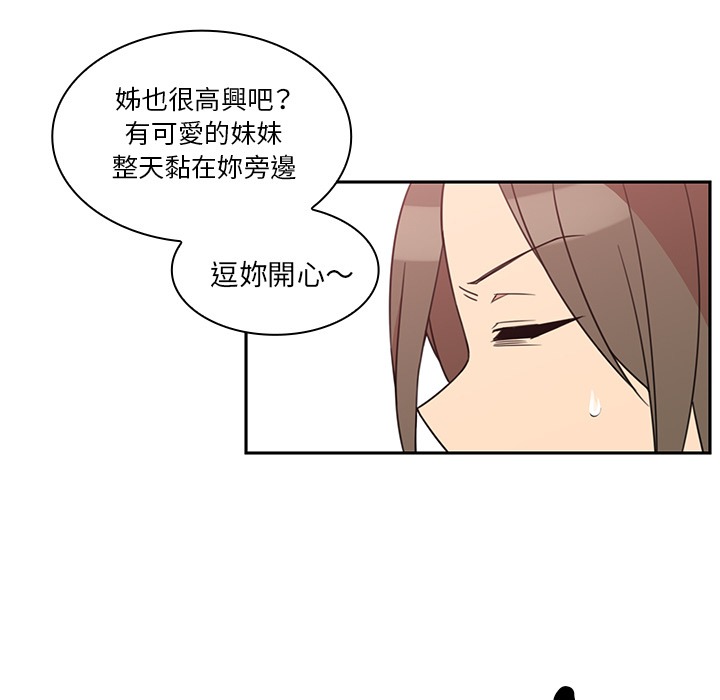 姊也很高興吧？
有可愛的妹妹
整天黏在妳旁邊
逗妳開心～